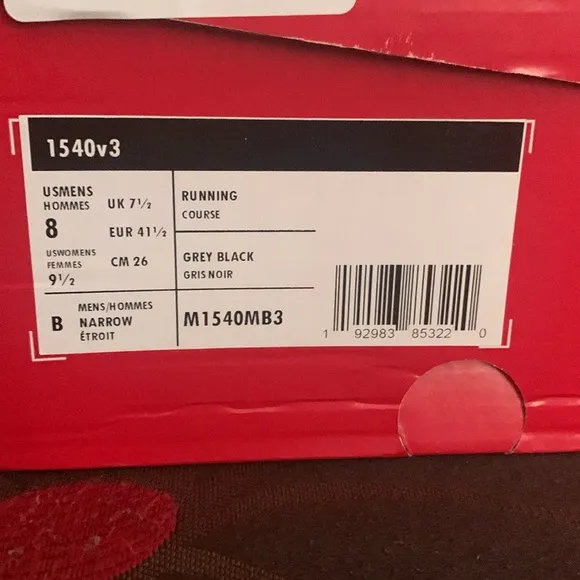 1540v3
USMENS
HOMMES
8
UK 7½
EUR 41½
CM 26
USWOMENS
FEMMES
9½
RUNNING
COURSE
GREY BLACK
GRIS NOIR
B
MENS/HOMMES
NARROW
ÉTROIT
M1540MB3
1 92983 85322 0